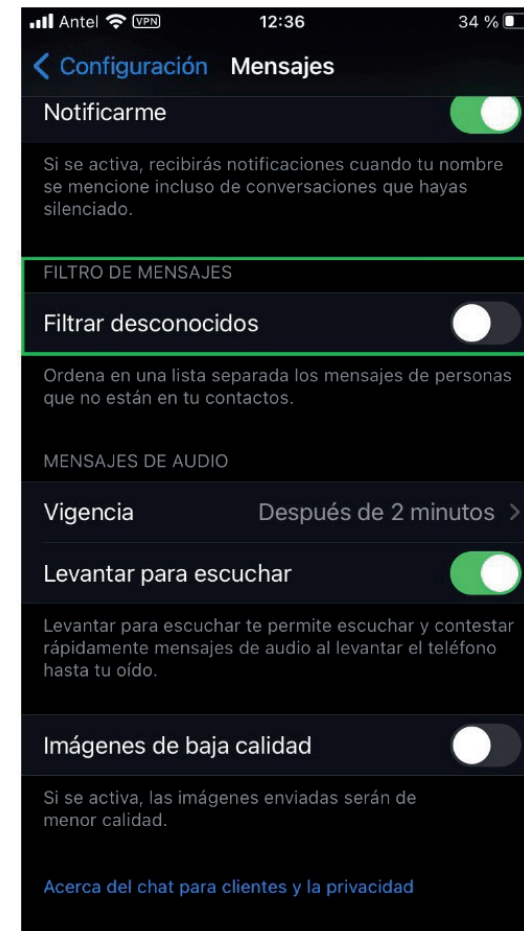 Antel VPN 12:36 34 %
Configuración Mensajes
Notificarme
Si se activa, recibirás notificaciones cuando tu nombre
se mencione incluso de conversaciones que hayas
silenciado.
FILTRO DE MENSAJES
Filtrar desconocidos
Ordena en una lista separada los mensajes de personas
que no están en tu contactos.
MENSAJES DE AUDIO
Vigencia Después de 2 minutos
Levantar para escuchar
Levantar para escuchar te permite escuchar y contestar
rápidamente mensajes de audio al levantar el teléfono
hasta tu oído.
Imágenes de baja calidad
Si se activa, las imágenes enviadas serán de
menor calidad.
Acerca del chat para clientes y la privacidad